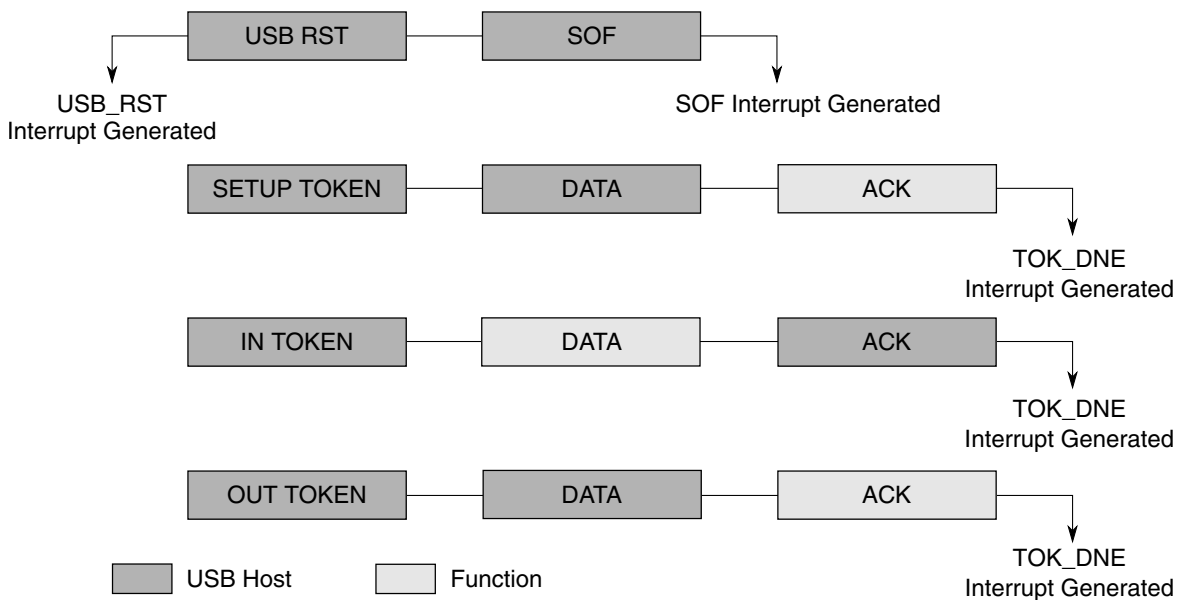 USB RST
SOF
USB_RST
Interrupt Generated
SOF Interrupt Generated
SETUP TOKEN
DATA
ACK
TOK_DNE
Interrupt Generated
IN TOKEN
DATA
ACK
TOK_DNE
Interrupt Generated
OUT TOKEN
DATA
ACK
TOK_DNE
Interrupt Generated
USB Host
Function